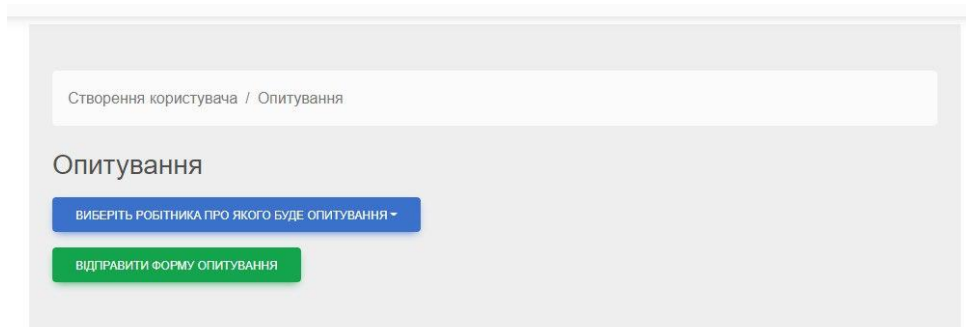 Створення користувача / Опитування
Опитування
ВИБЕРІТЬ РОБІТНИКА ПРО ЯКОГО БУДЕ ОПИТУВАННЯ
ВІДПРАВИТИ ФОРМУ ОПИТУВАННЯ